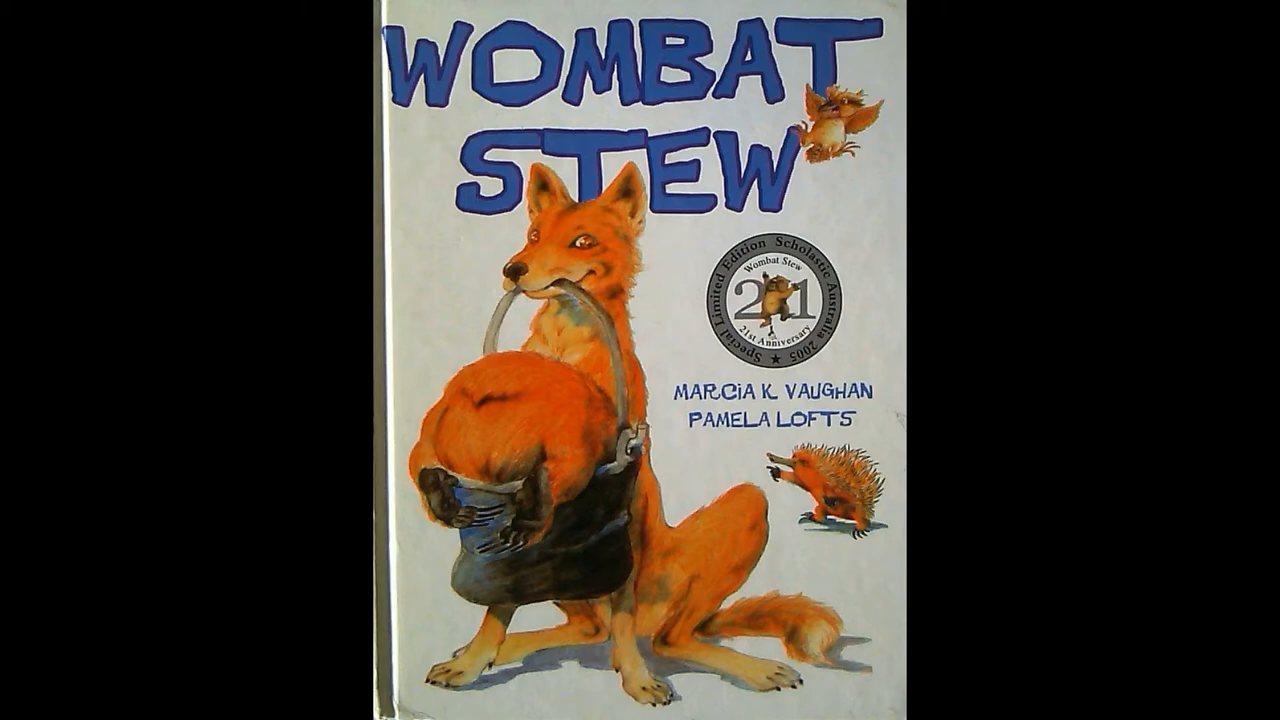 WOMBAT
STEW
Special Limited Edition Scholastic Australia 2005 ★
Wombat Stew
21
21st Anniversary
MARCIA K. VAUGHAN
PAMELA LOFTS